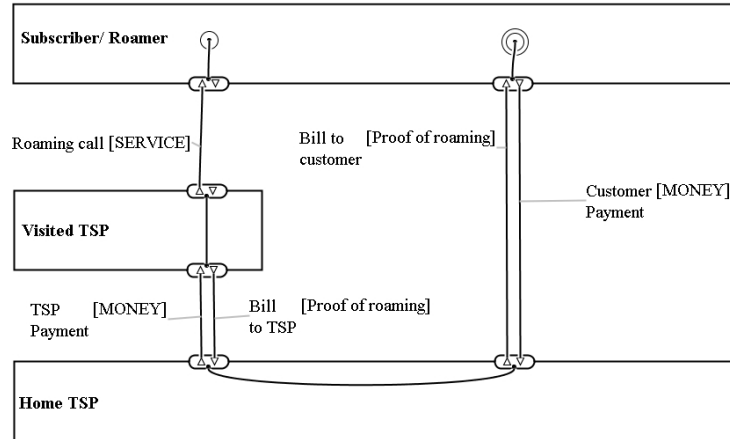 Subscriber/ Roamer
Roaming call [SERVICE]
Bill to [Proof of roaming]
customer
Customer [MONEY]
Payment
Visited TSP
TSP [MONEY]
Payment
Bill [Proof of roaming]
to TSP
Home TSP